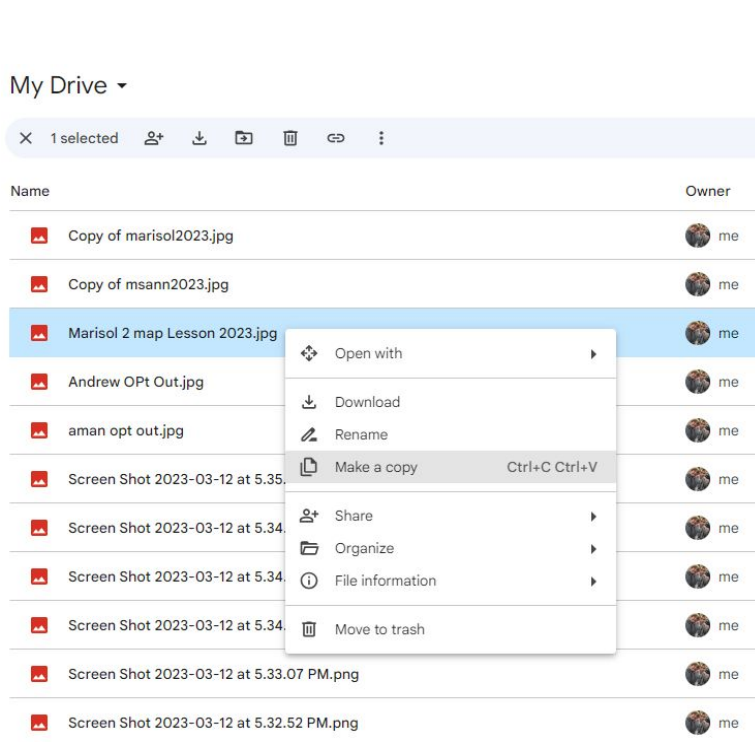 My Drive
1 selected
Name Owner
Copy of marisol2023.jpg me
Copy of msann2023.jpg me
Marisol 2 map Lesson 2023.jpg me
Open with
Andrew OPt Out.jpg me
Download
aman opt out.jpg me
Rename
Make a copy Ctrl+C Ctrl+V
Screen Shot 2023-03-12 at 5.35. me
Share
Screen Shot 2023-03-12 at 5.34. me
Organize
Screen Shot 2023-03-12 at 5.34. me
File information
Screen Shot 2023-03-12 at 5.34. me
Move to trash
Screen Shot 2023-03-12 at 5.33.07 PM.png me
Screen Shot 2023-03-12 at 5.32.52 PM.png me